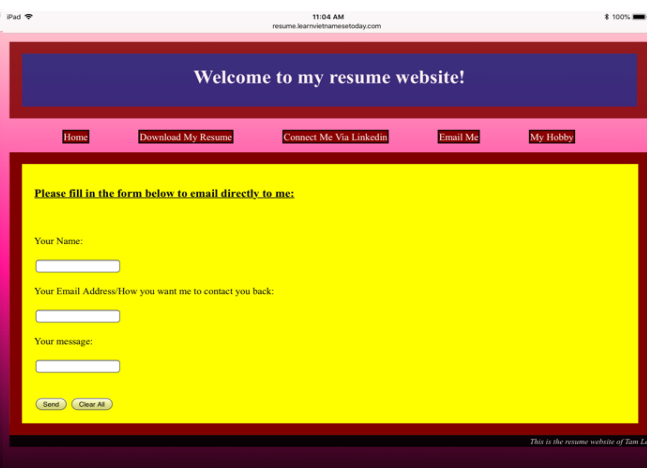 iPad 11:04 AM 100%
resume.learnvietnamesetoday.com
Welcome to my resume website!
Home Download My Resume Connect Me Via Linkedin Email Me My Hobby
Please fill in the form below to email directly to me:
Your Name:
Your Email Address/How you want me to contact you back:
Your message:
Send Clear All
This is the resume website of Tam